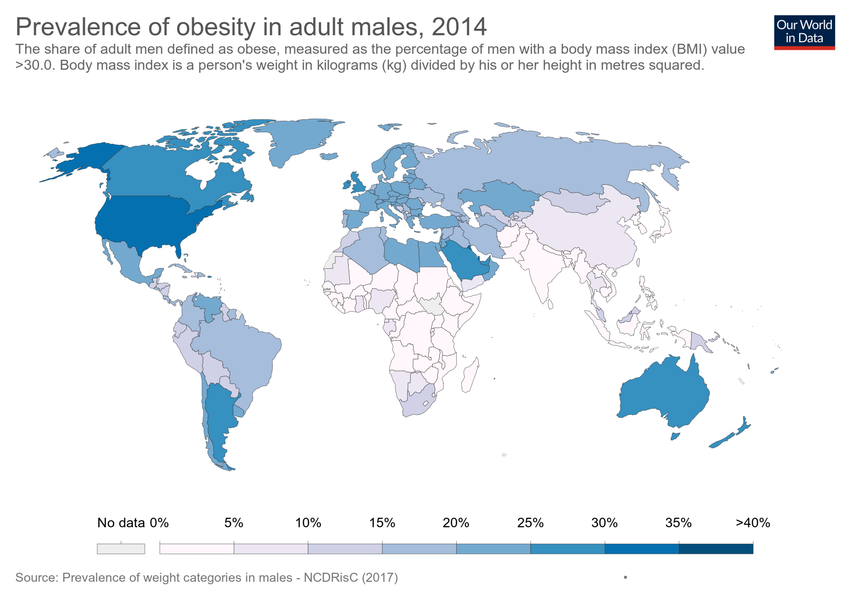 Prevalence of obesity in adult males, 2014
Our World
in Data
The share of adult men defined as obese, measured as the percentage of men with a body mass index (BMI) value
>30.0. Body mass index is a person's weight in kilograms (kg) divided by his or her height in metres squared.
No data 0% 5% 10% 15% 20% 25% 30% 35% >40%
Source: Prevalence of weight categories in males - NCDRisC (2017)